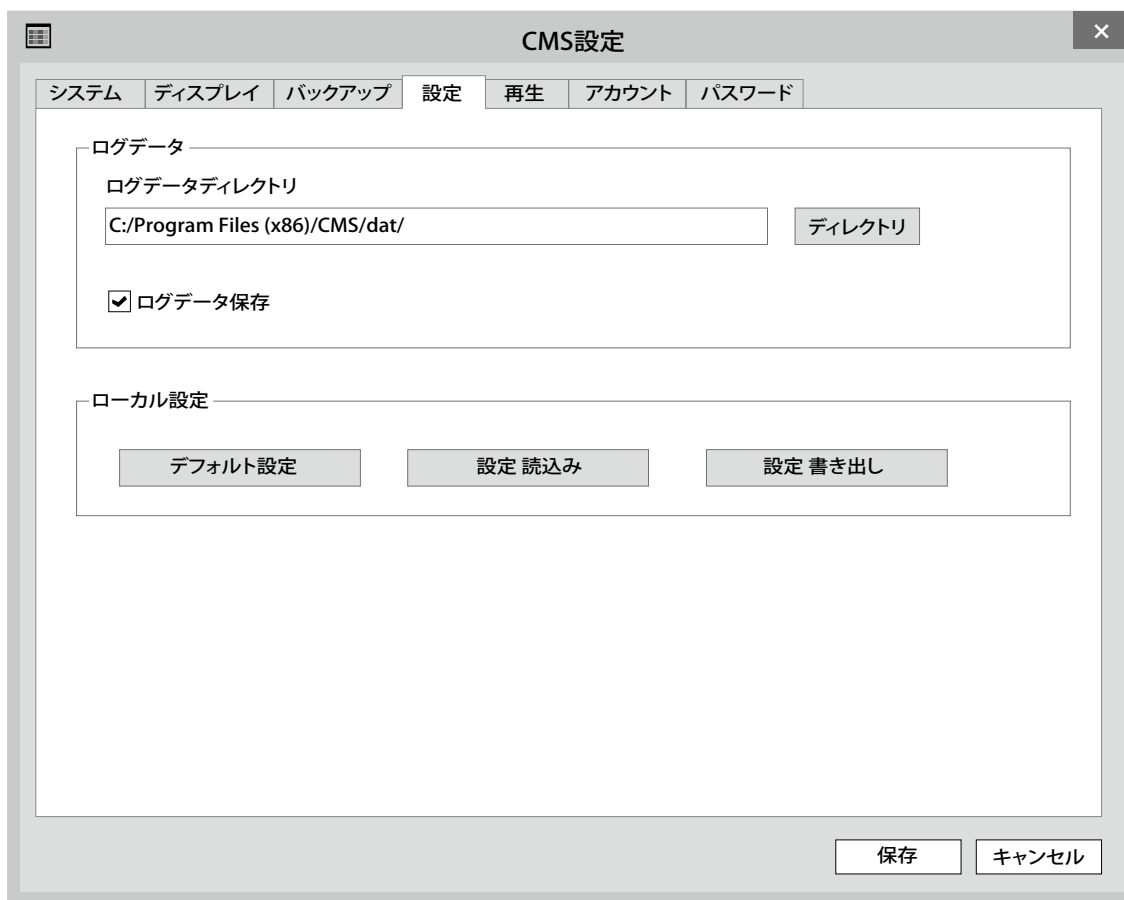 CMS設定
システム ディスプレイ バックアップ 設定 再生 アカウント パスワード
ログデータ
ログデータディレクトリ
C:/Program Files (x86)/CMS/dat/ ディレクトリ
ログデータ保存
ローカル設定
デフォルト設定 設定 読込み 設定 書き出し
保存 キャンセル